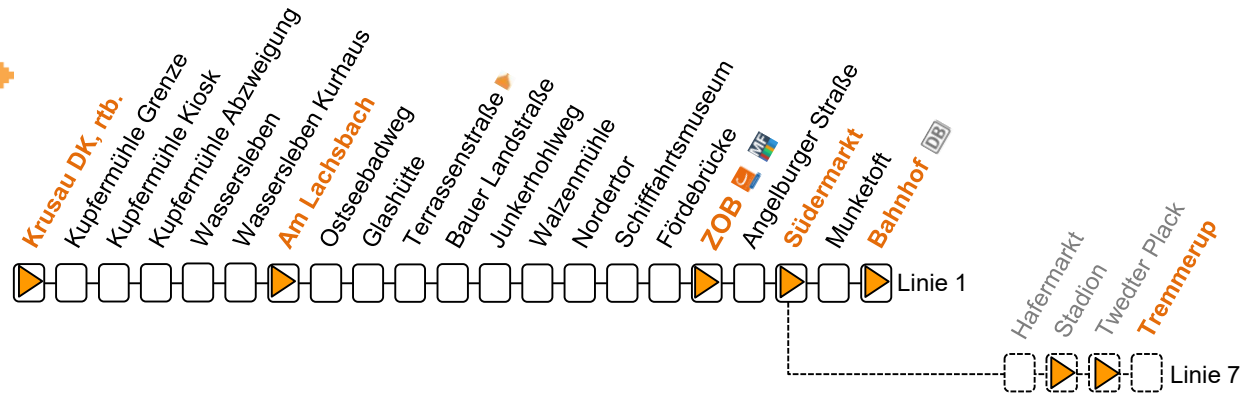 Krusau DK, rtb.
Kupfermühle Grenze
Kupfermühle Kiosk
Kupfermühle Abzweigung
Wassersleben
Wassersleben Kurhaus
Am Lachsbach
Ostseebadweg
Glashütte
Terrassenstraße
Bauer Landstraße
Junkerhohlweg
Walzenmühle
Nordertor
Schifffahrtsmuseum
Fördebrücke
ZOB MF
Angelburger Straße
Südermarkt
Munketoft
Bahnhof DB
Linie 1
Hafermarkt
Stadion
Twedter Plack
Tremmerup
Linie 7